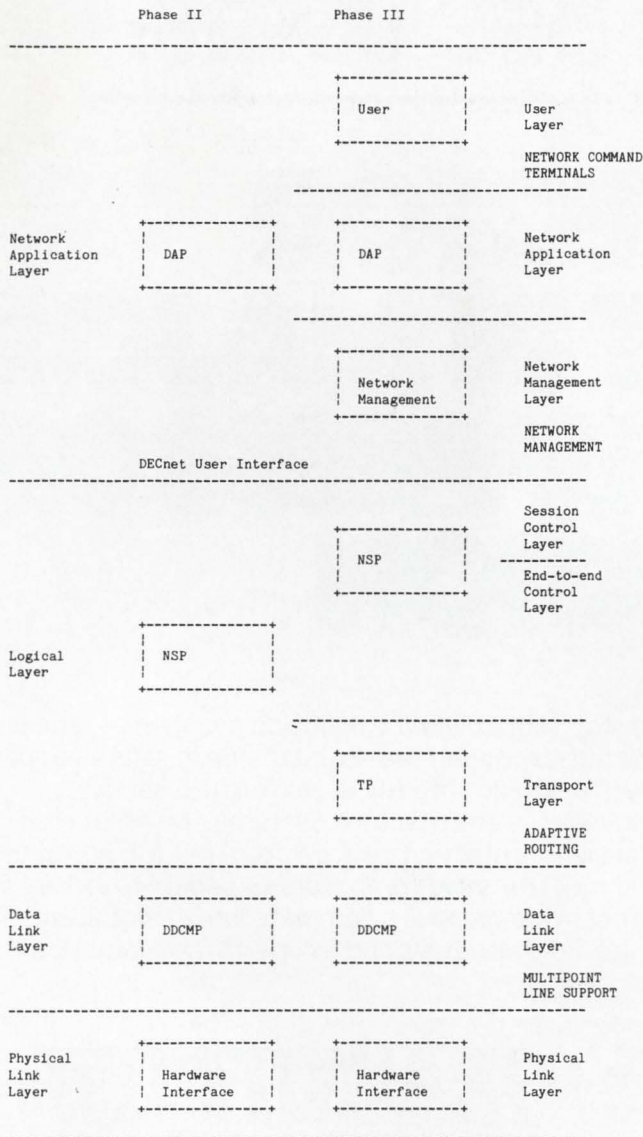 Phase II Phase III
User
User
Layer
NETWORK COMMAND
TERMINALS
Network
Application
Layer
DAP
DAP
Network
Application
Layer
Network
Management
Network
Management
Layer
NETWORK
MANAGEMENT
DECnet User Interface
Session
Control
Layer
NSP
End-to-end
Control
Layer
Logical
Layer
NSP
TP
Transport
Layer
ADAPTIVE
ROUTING
Data
Link
Layer
DDCMP
DDCMP
Data
Link
Layer
MULTIPOINT
LINE SUPPORT
Physical
Link
Layer
Hardware
Interface
Hardware
Interface
Physical
Link
Layer